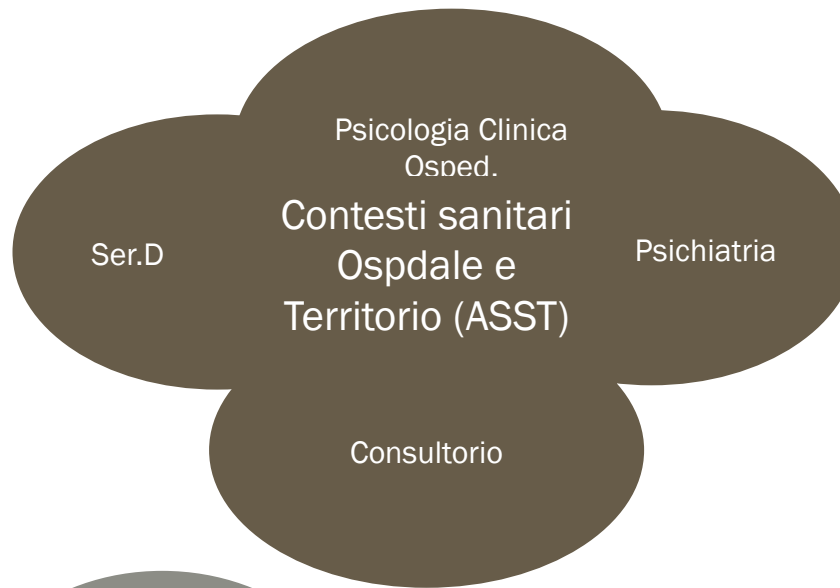 Psicologia Clinica
Osped.
Contesti sanitari
Ospdale e
Territorio (ASST)
Ser.D
Psichiatria
Consultorio